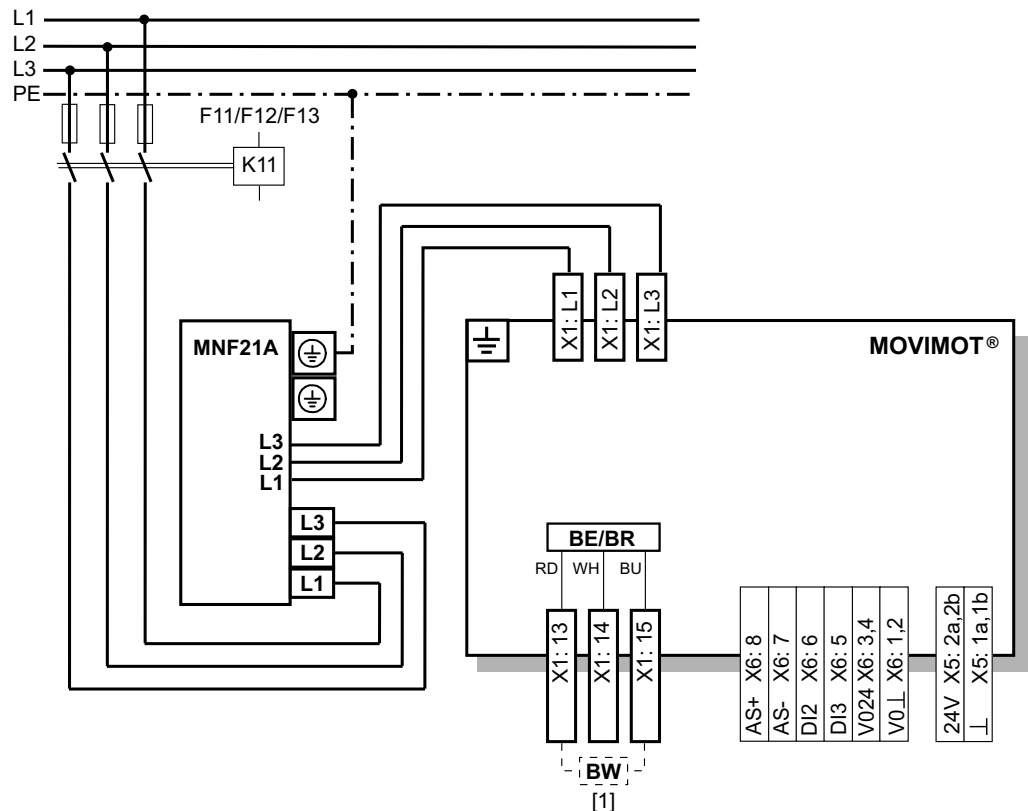 L1
L2
L3
PE
F11/F12/F13
K11
X1: L1
X1: L2
X1: L3
MNF21A
MOVIMOT®
L3
L2
L1
L3
L2
L1
BE/BR
RD WH BU
X1: 13
X1: 14
X1: 15
AS+ X6: 8
AS- X6: 7
DI2 X6: 6
DI3 X6: 5
V024 X6: 3,4
V0⊥ X6: 1,2
24V X5: 2a,2b
⊥ X5: 1a,1b
BW
[1]